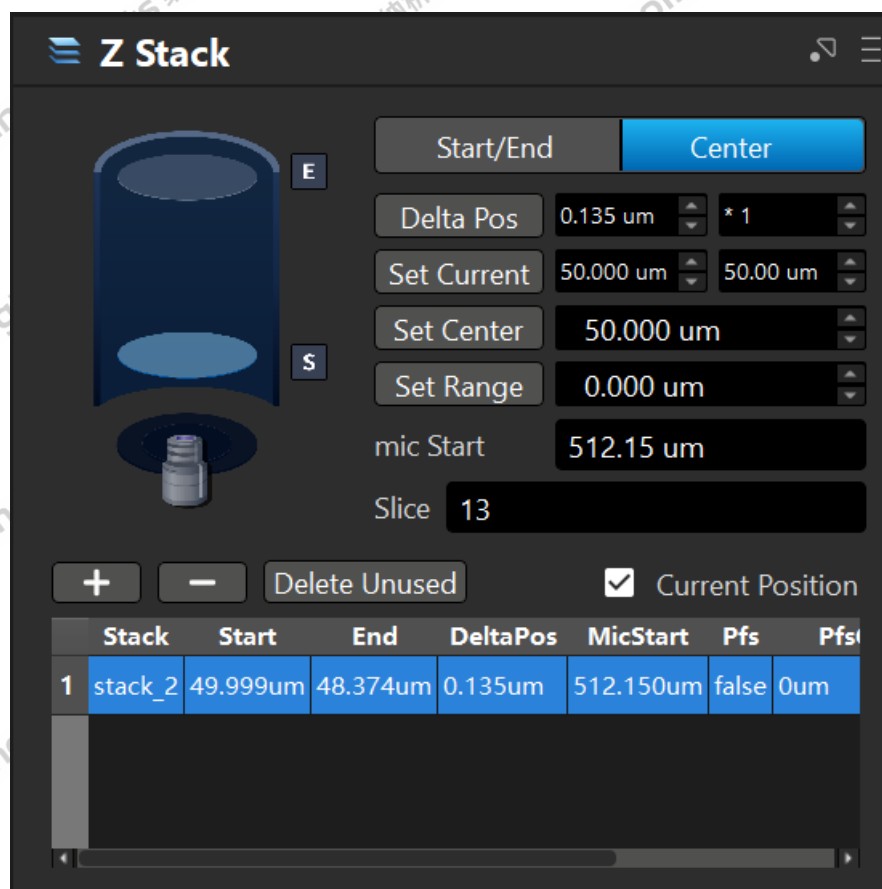 Z Stack
E
Start/End Center
Delta Pos 0.135 um * 1
Set Current 50.000 um 50.00 um
Set Center 50.000 um
S
Set Range 0.000 um
mic Start 512.15 um
Slice 13
+ − Delete Unused Current Position
Stack Start End DeltaPos MicStart Pfs
1 stack_2 49.999um 48.374um 0.135um 512.150um false 0um